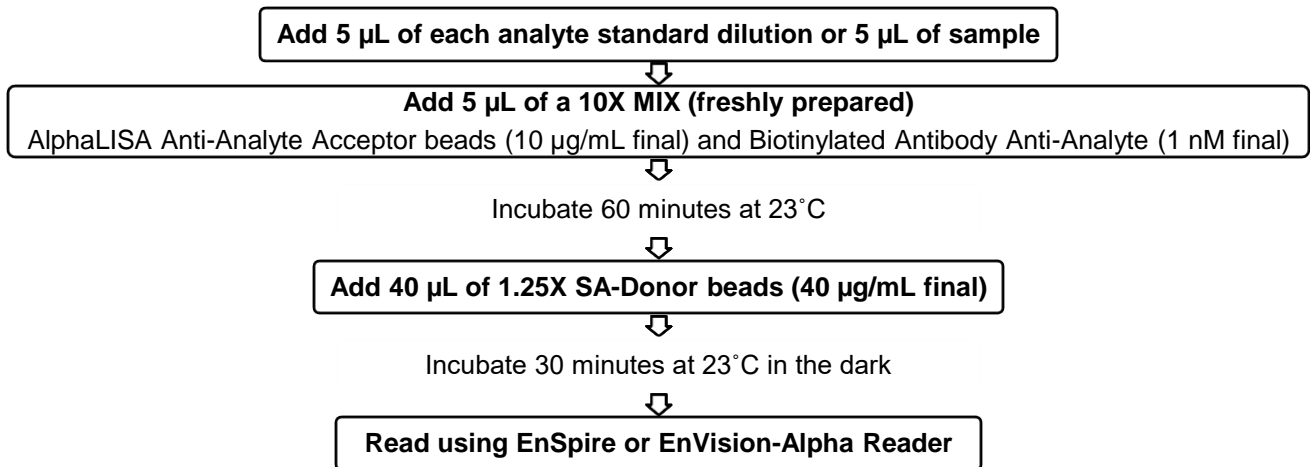 Add 5 µL of each analyte standard dilution or 5 µL of sample
Add 5 µL of a 10X MIX (freshly prepared)
AlphaLISA Anti-Analyte Acceptor beads (10 µg/mL final) and Biotinylated Antibody Anti-Analyte (1 nM final)
Incubate 60 minutes at 23˚C
Add 40 µL of 1.25X SA-Donor beads (40 µg/mL final)
Incubate 30 minutes at 23˚C in the dark
Read using EnSpire or EnVision-Alpha Reader